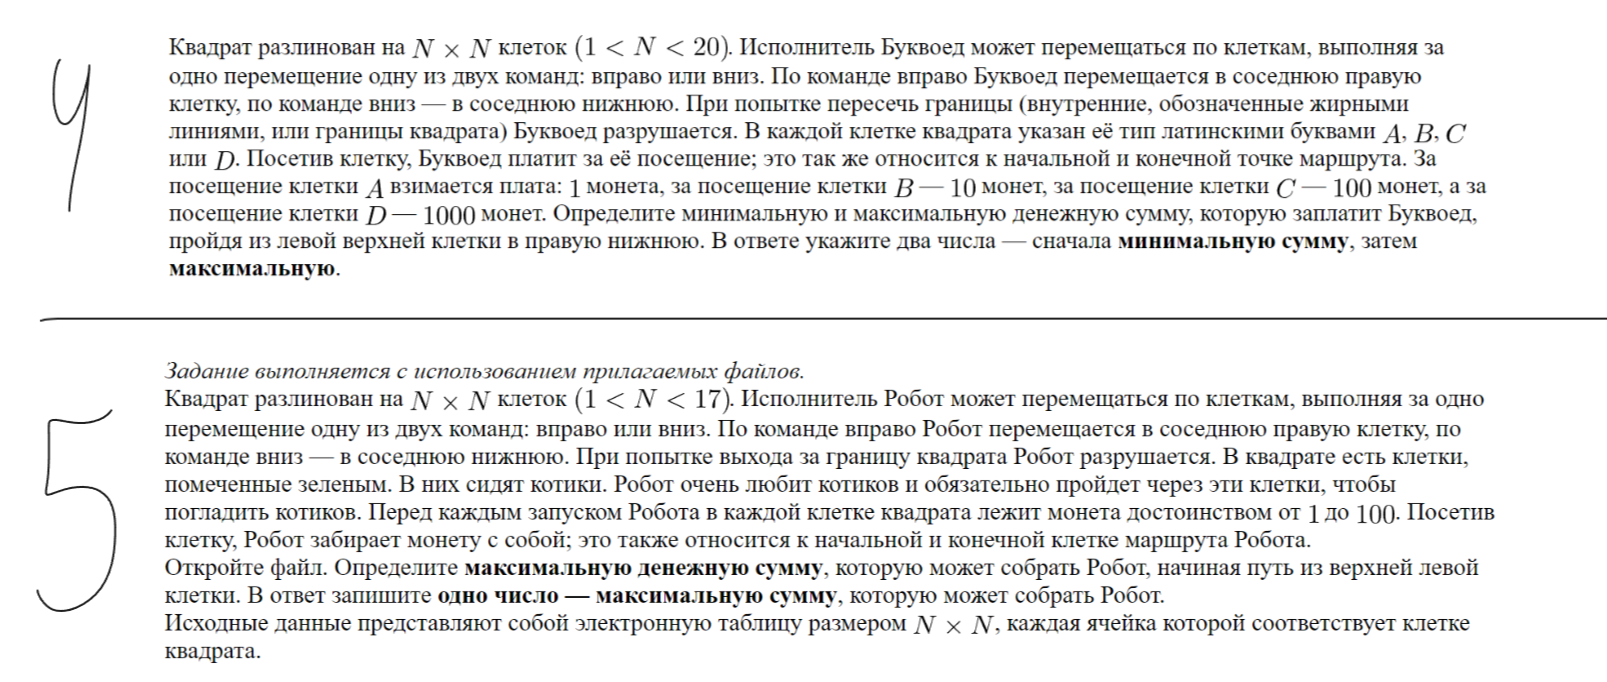 4
Квадрат разлинован на N × N клеток (1 < N < 20). Исполнитель Буквоед может перемещаться по клеткам, выполняя за
одно перемещение одну из двух команд: вправо или вниз. По команде вправо Буквоед перемещается в соседнюю правую
клетку, по команде вниз — в соседнюю нижнюю. При попытке пересечь границы (внутренние, обозначенные жирными
линиями, или границы квадрата) Буквоед разрушается. В каждой клетке квадрата указан её тип латинскими буквами A, B, C
или D. Посетив клетку, Буквоед платит за её посещение; это так же относится к начальной и конечной точке маршрута. За
посещение клетки A взимается плата: 1 монета, за посещение клетки B — 10 монет, за посещение клетки C — 100 монет, а за
посещение клетки D — 1000 монет. Определите минимальную и максимальную денежную сумму, которую заплатит Буквоед,
пройдя из левой верхней клетки в правую нижнюю. В ответе укажите два числа — сначала минимальную сумму, затем
максимальную.
5
Задание выполняется с использованием прилагаемых файлов.
Квадрат разлинован на N × N клеток (1 < N < 17). Исполнитель Робот может перемещаться по клеткам, выполняя за одно
перемещение одну из двух команд: вправо или вниз. По команде вправо Робот перемещается в соседнюю правую клетку, по
команде вниз — в соседнюю нижнюю. При попытке выхода за границу квадрата Робот разрушается. В квадрате есть клетки,
помеченные зеленым. В них сидят котики. Робот очень любит котиков и обязательно пройдет через эти клетки, чтобы
погладить котиков. Перед каждым запуском Робота в каждой клетке квадрата лежит монета достоинством от 1 до 100. Посетив
клетку, Робот забирает монету с собой; это также относится к начальной и конечной клетке маршрута Робота.
Откройте файл. Определите максимальную денежную сумму, которую может собрать Робот, начиная путь из верхней левой
клетки. В ответ запишите одно число — максимальную сумму, которую может собрать Робот.
Исходные данные представляют собой электронную таблицу размером N × N, каждая ячейка которой соответствует клетке
квадрата.